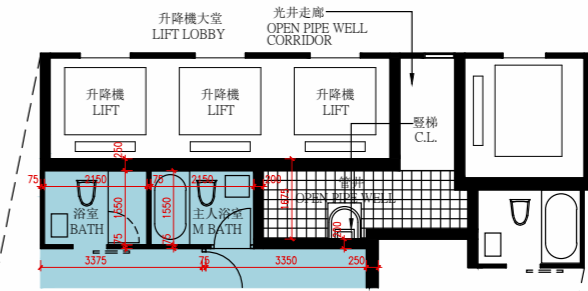 升降機大堂
LIFT LOBBY
光井走廊
OPEN PIPE WELL
CORRIDOR
升降機
LIFT
升降機
LIFT
升降機
LIFT
豎梯
C.L.
250
75
2150
75
2150
200
管井
OPEN PIPE WELL
1550
1550
1675
浴室
BATH
主人浴室
M BATH
75
75
3375
75
3350
250